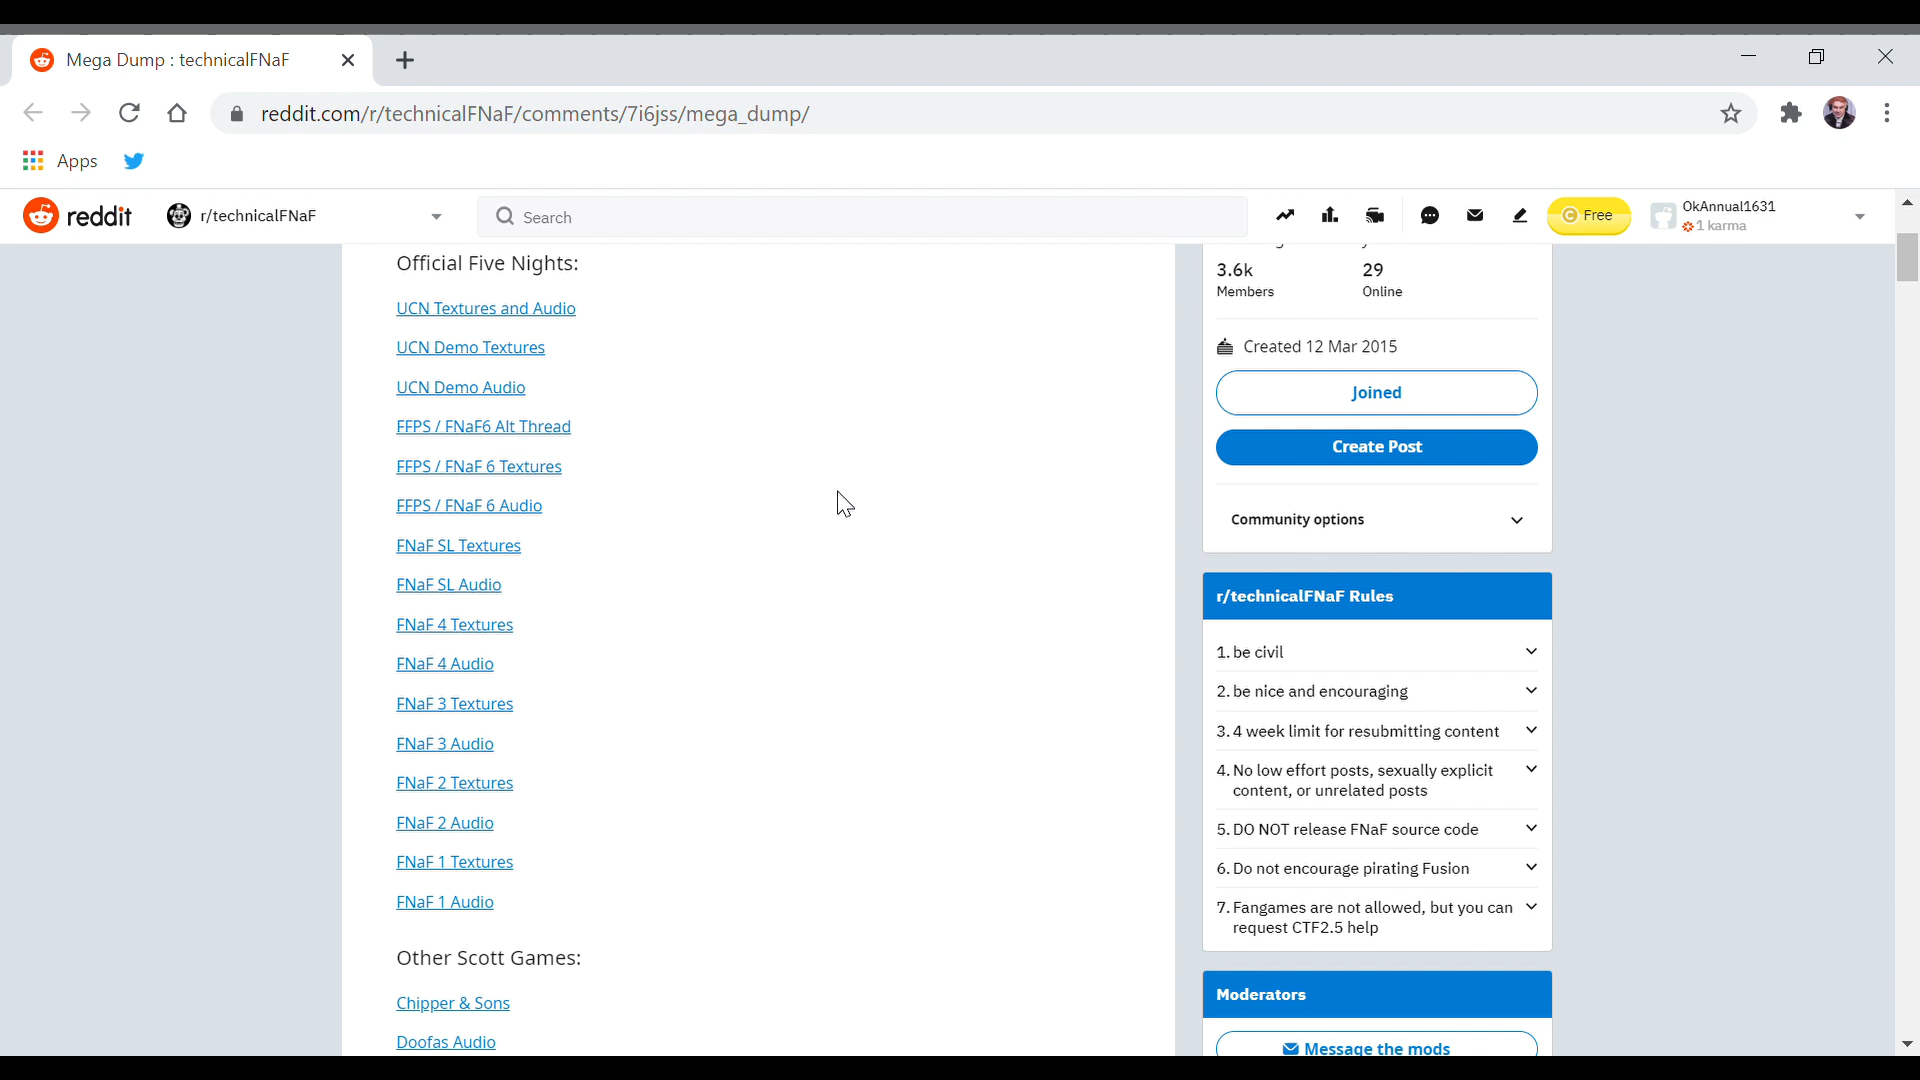 Mega Dump : technicalFNaF
reddit.com/r/technicalFNaF/comments/7i6jss/mega_dump/
Apps
reddit
r/technicalFNaF
Search
Free
OkAnnual1631
1 karma
Official Five Nights:
UCN Textures and Audio
UCN Demo Textures
UCN Demo Audio
FFPS / FNaF6 Alt Thread
FFPS / FNaF 6 Textures
FFPS / FNaF 6 Audio
FNaF SL Textures
FNaF SL Audio
FNaF 4 Textures
FNaF 4 Audio
FNaF 3 Textures
FNaF 3 Audio
FNaF 2 Textures
FNaF 2 Audio
FNaF 1 Textures
FNaF 1 Audio
Other Scott Games:
Chipper & Sons
Doofas Audio
3.6k 29
Members Online
Created 12 Mar 2015
Joined
Create Post
Community options
r/technicalFNaF Rules
1. be civil
2. be nice and encouraging
3. 4 week limit for resubmitting content
4. No low effort posts, sexually explicit
content, or unrelated posts
5. DO NOT release FNaF source code
6. Do not encourage pirating Fusion
7. Fangames are not allowed, but you can
request CTF2.5 help
Moderators
Message the mods